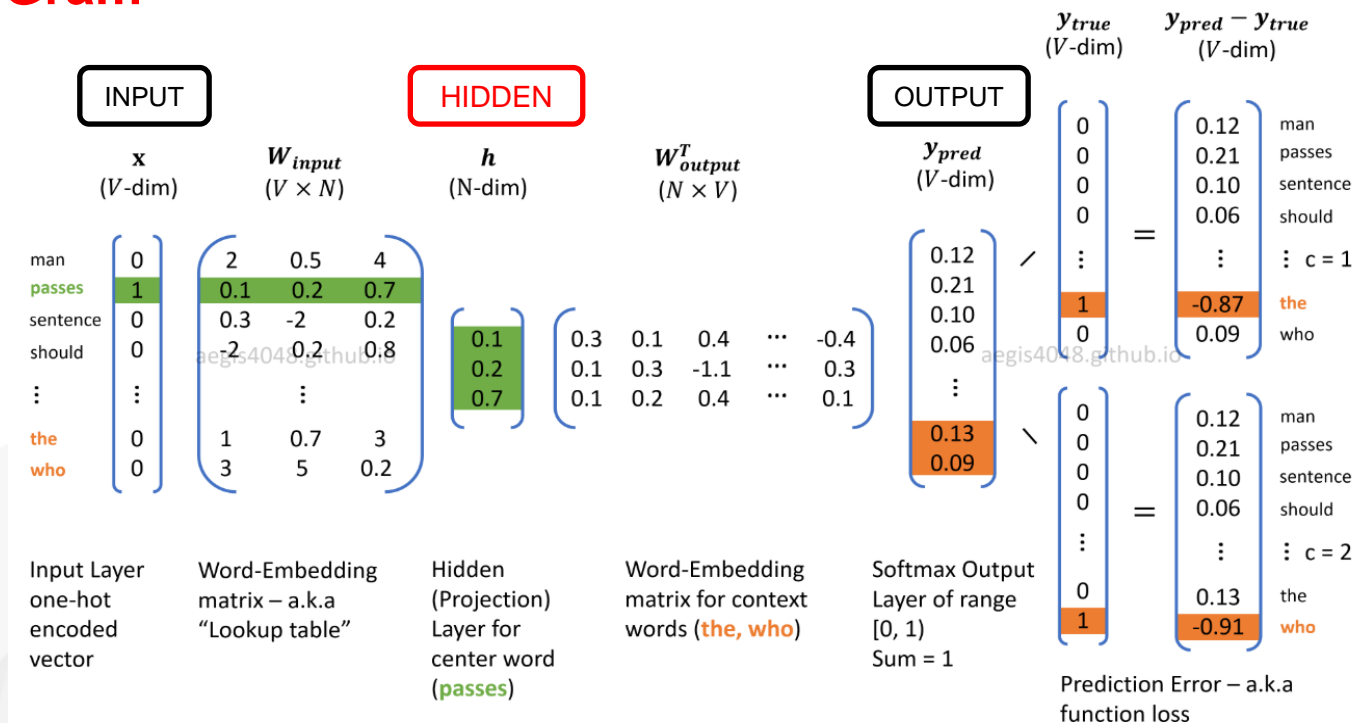 y_true
(V-dim)
y_pred − y_true
(V-dim)
INPUT
HIDDEN
OUTPUT
x
(V-dim)
W_input
(V × N)
h
(N-dim)
W^T_output
(N × V)
y_pred
(V-dim)
man 0 2 0.5 4
passes 1 0.1 0.2 0.7
sentence 0 0.3 -2 0.2
should 0 -2 0.2 0.8
⋮ ⋮ ⋮
the 0 1 0.7 3
who 0 3 5 0.2
aegis4048.github.io
0.1
0.2
0.7
0.3 0.1 0.4 ⋯ -0.4
0.1 0.3 -1.1 ⋯ 0.3
0.1 0.2 0.4 ⋯ 0.1
0.12
0.21
0.10
0.06
⋮
0.13
0.09
aegis4048.github.io
0 0.12 man
0 0.21 passes
0 0.10 sentence
0 0.06 should
=
⋮ ⋮ ⋮ c = 1
1 -0.87 the
0 0.09 who
0 0.12 man
0 0.21 passes
0 0.10 sentence
0 0.06 should
=
⋮ ⋮ ⋮ c = 2
0 0.13 the
1 -0.91 who
Input Layer
one-hot
encoded
vector
Word-Embedding
matrix – a.k.a
“Lookup table”
Hidden
(Projection)
Layer for
center word
(passes)
Word-Embedding
matrix for context
words (the, who)
Softmax Output
Layer of range
[0, 1)
Sum = 1
Prediction Error – a.k.a
function loss